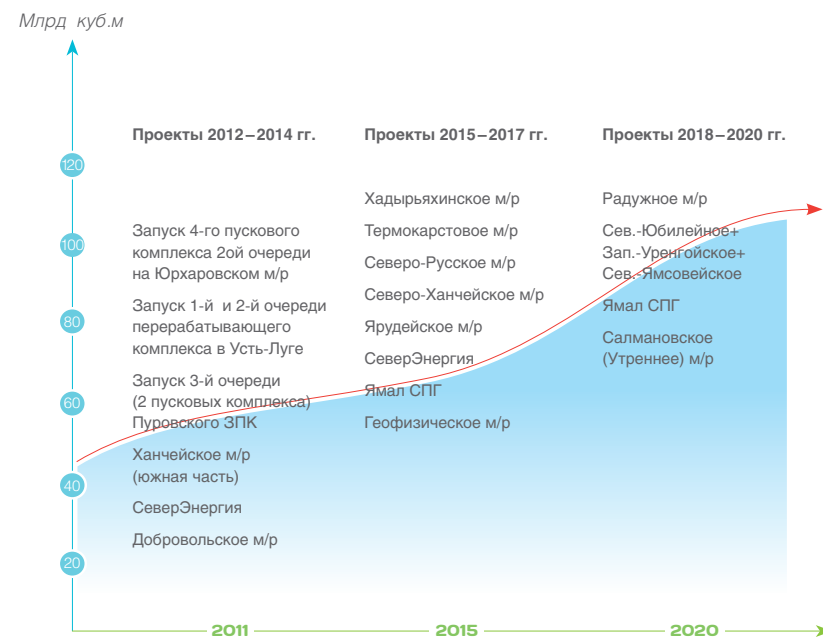 Млрд куб.м
Проекты 2012–2014 гг.
Запуск 4-го пускового
комплекса 2ой очереди
на Юрхаровском м/р
Запуск 1-й и 2-й очереди
перерабатывающего
комплекса в Усть-Луге
Запуск 3-й очереди
(2 пусковых комплекса)
Пуровского ЗПК
Ханчейское м/р
(южная часть)
СеверЭнергия
Добровольское м/р
Проекты 2015–2017 гг.
Хадырьяхинское м/р
Термокарстовое м/р
Северо-Русское м/р
Северо-Ханчейское м/р
Ярудейское м/р
СеверЭнергия
Ямал СПГ
Геофизическое м/р
Проекты 2018–2020 гг.
Радужное м/р
Сев.-Юбилейное+
Зап.-Уренгойское+
Сев.-Ямсовейское
Ямал СПГ
Салмановское
(Утреннее) м/р
120
100
80
60
40
20
2011
2015
2020